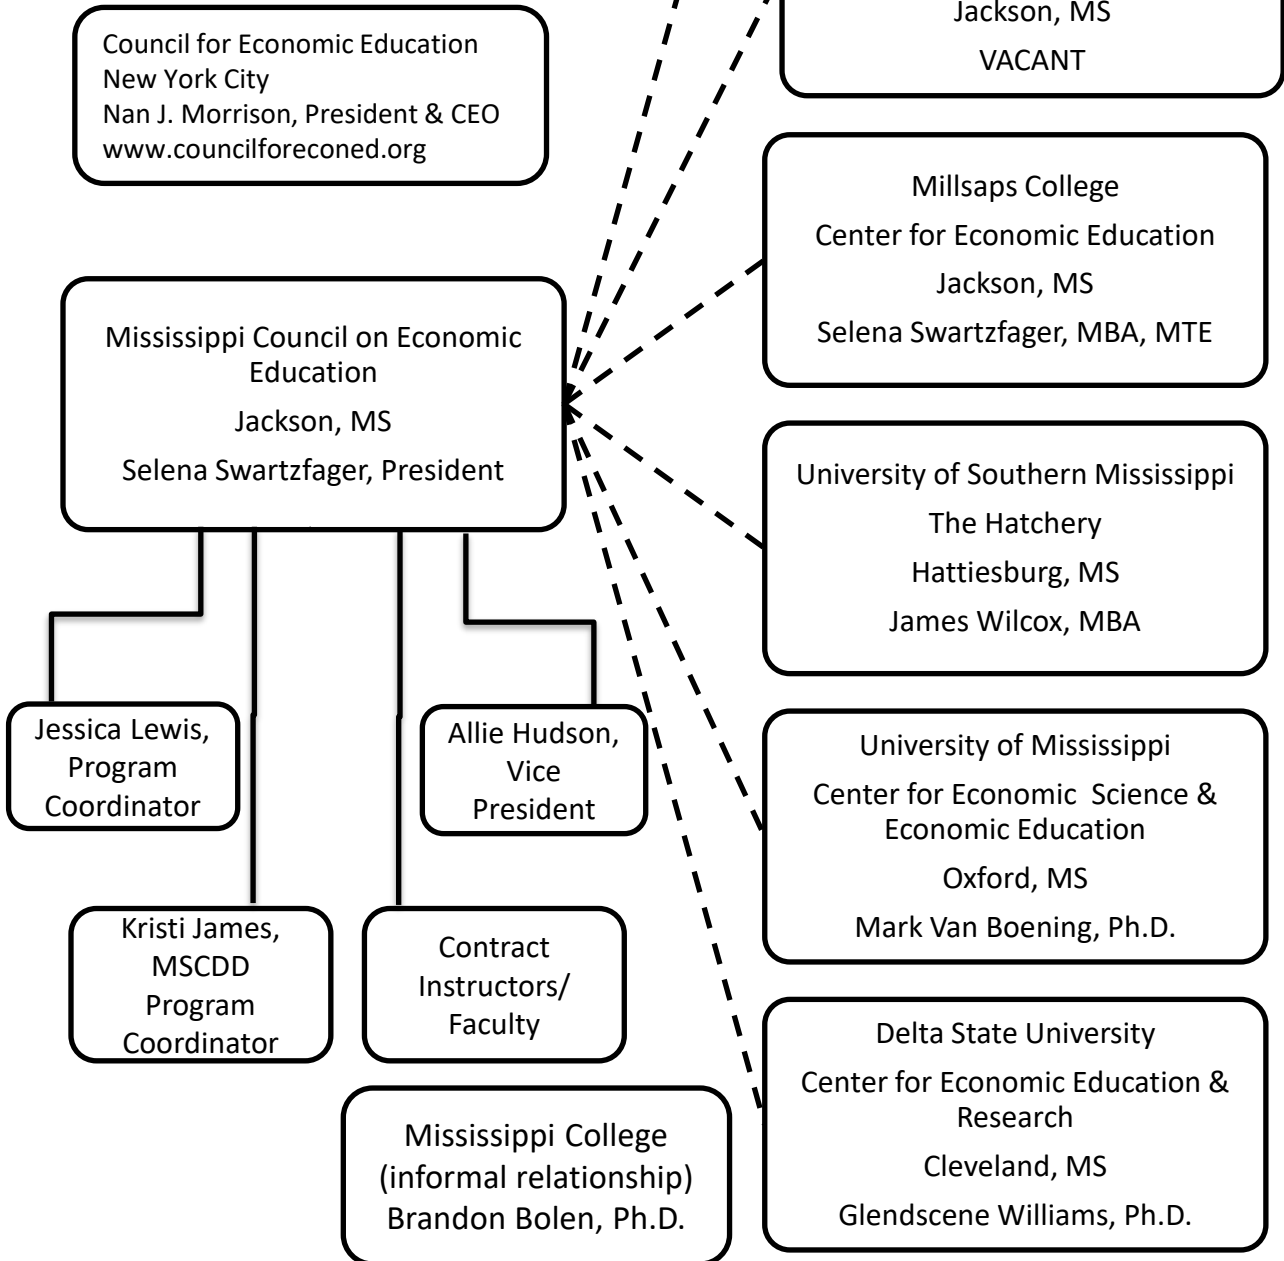 Council for Economic Education
New York City
Nan J. Morrison, President & CEO
www.councilforeconed.org
Jackson, MS
VACANT
Millsaps College
Center for Economic Education
Jackson, MS
Selena Swartzfager, MBA, MTE
Mississippi Council on Economic
Education
Jackson, MS
Selena Swartzfager, President
University of Southern Mississippi
The Hatchery
Hattiesburg, MS
James Wilcox, MBA
Jessica Lewis,
Program
Coordinator
Allie Hudson,
Vice
President
University of Mississippi
Center for Economic  Science &
Economic Education
Oxford, MS
Mark Van Boening, Ph.D.
Kristi James,
MSCDD
Program
Coordinator
Contract
Instructors/
Faculty
Delta State University
Center for Economic Education &
Research
Cleveland, MS
Glendscene Williams, Ph.D.
Mississippi College
(informal relationship)
Brandon Bolen, Ph.D.